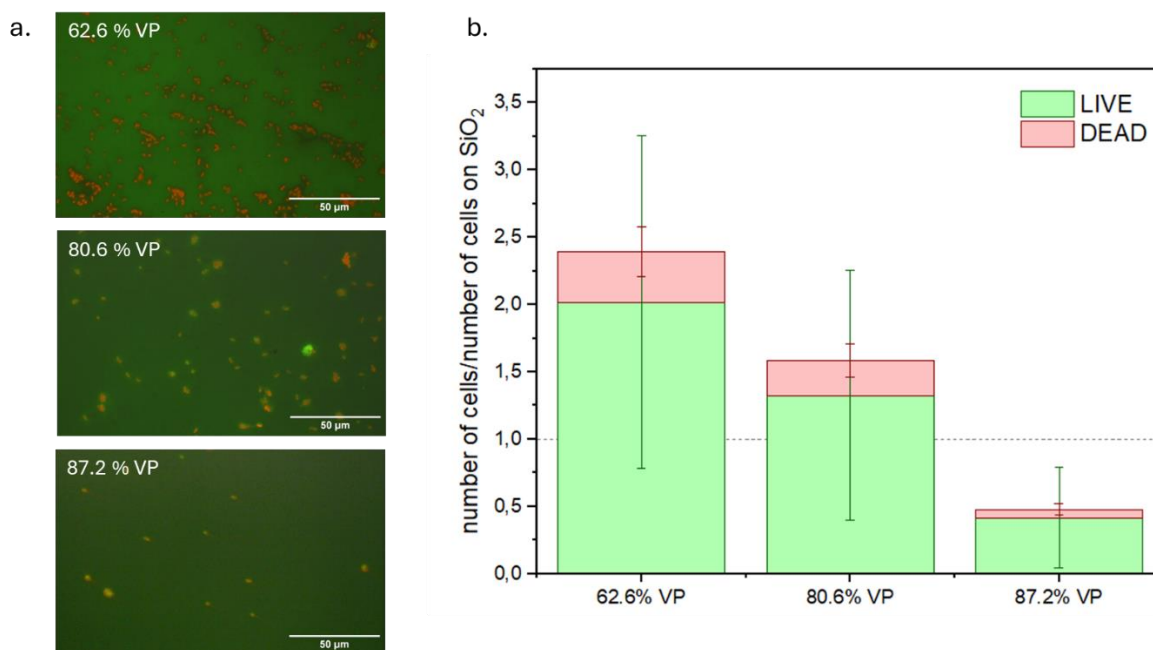 a.
62.6 % VP
50 µm
80.6 % VP
50 µm
87.2 % VP
50 µm
b.
number of cells/number of cells on SiO₂
3,5
3,0
2,5
2,0
1,5
1,0
0,5
0,0
LIVE
DEAD
62.6% VP
80.6% VP
87.2% VP